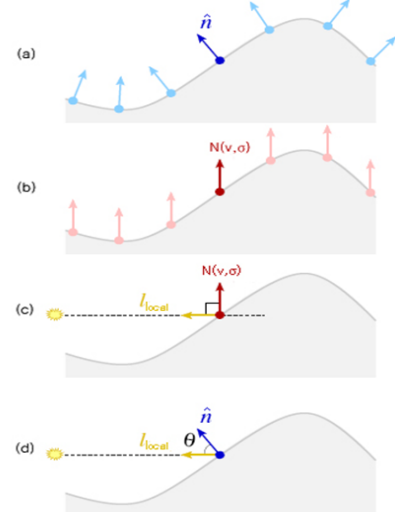 (a)
n̂
(b)
N(v,σ)
(c)
N(v,σ)
l_local
(d)
n̂
l_local θ